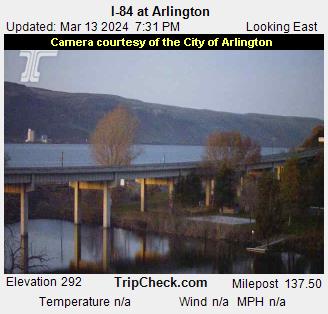 I-84 at Arlington
Updated: Mar 13 2024 7:31 PM Looking East
Camera courtesy of the City of Arlington
Elevation 292 TripCheck.com Milepost 137.50
Temperature n/a Wind n/a MPH n/a